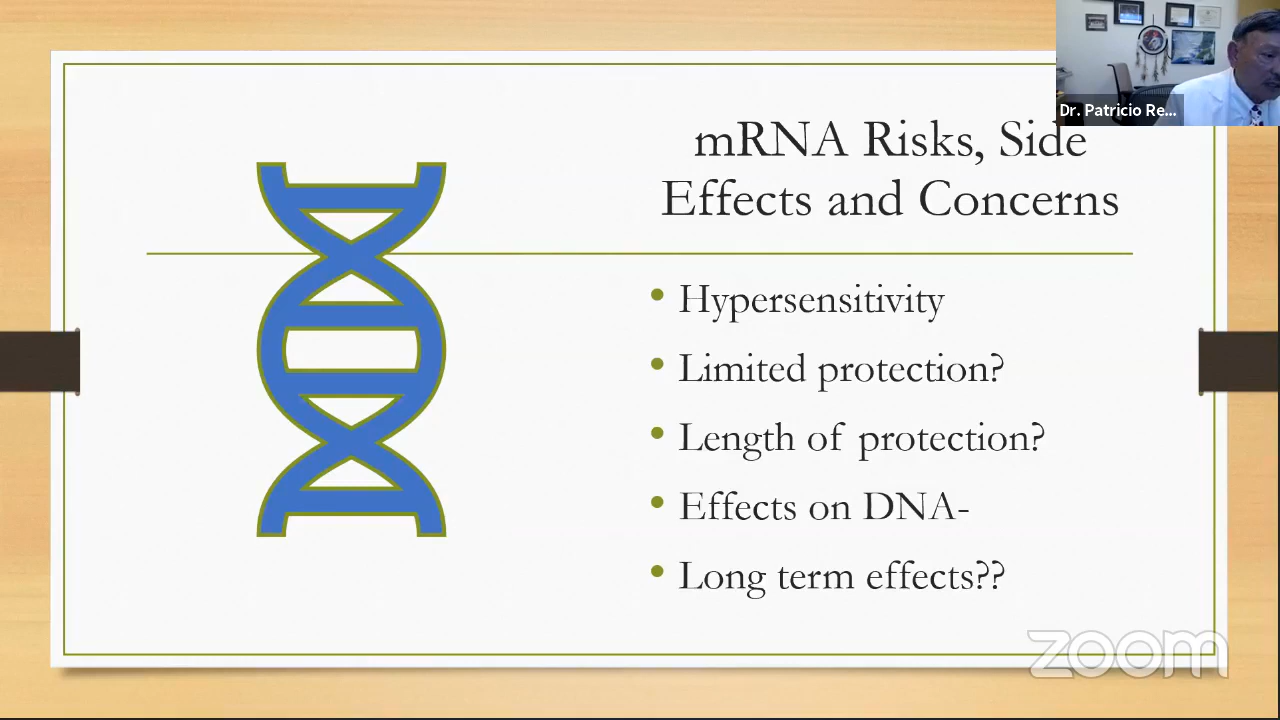 Dr. Patricio Re...
mRNA Risks, Side
Effects and Concerns
• Hypersensitivity
• Limited protection?
• Length of protection?
• Effects on DNA-
• Long term effects??
zoom